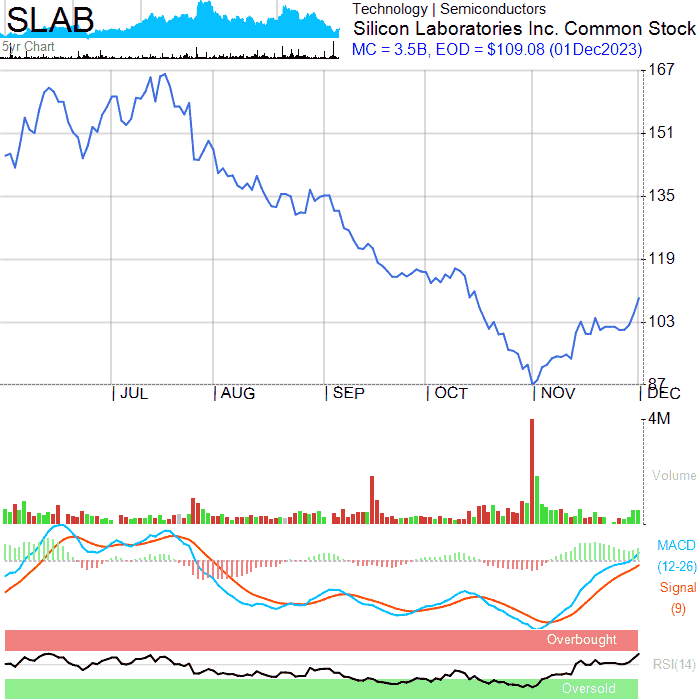 SLAB
5yr Chart
Technology | Semiconductors
Silicon Laboratories Inc. Common Stock
MC = 3.5B, EOD = $109.08 (01Dec2023)
167
151
135
119
103
87
| JUL
| AUG
| SEP
| OCT
| NOV
| DEC
4M
Volume
MACD
(12-26)
Signal
(9)
Overbought
RSI(14)
Oversold